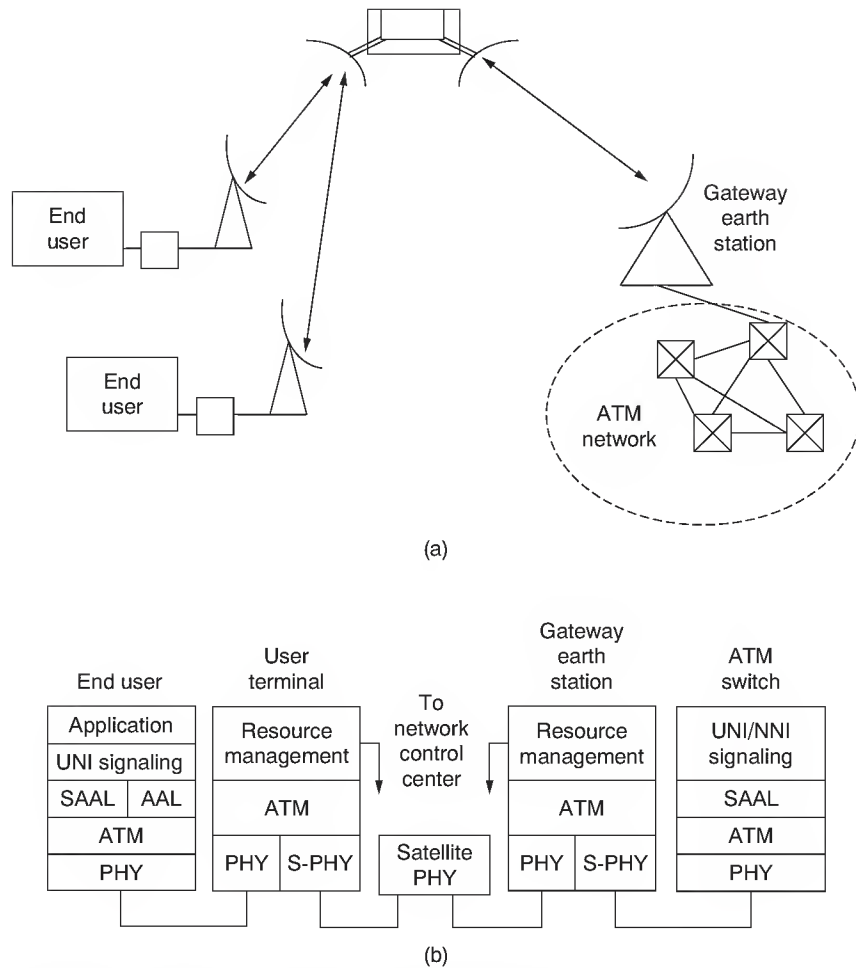 End
user
Gateway
earth
station
End
user
ATM
network
(a)
End user
Application
UNI signaling
SAAL
AAL
ATM
PHY
User
terminal
Resource
management
ATM
PHY
S-PHY
To
network
control
center
Satellite
PHY
Gateway
earth
station
Resource
management
ATM
PHY
S-PHY
ATM
switch
UNI/NNI
signaling
SAAL
ATM
PHY
(b)